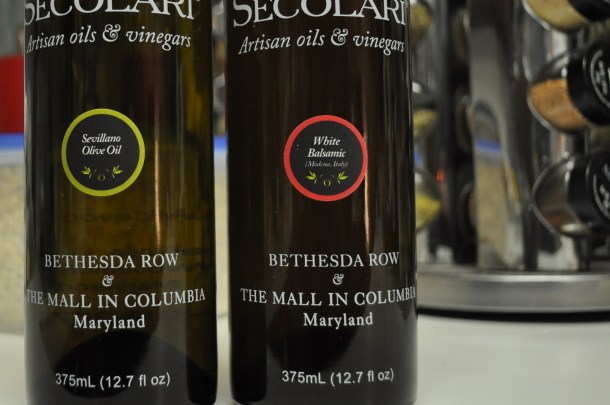 SECOLARI
Artisan oils & vinegars
Sevillano
Olive Oil
BETHESDA ROW
&
THE MALL IN COLUMBIA
Maryland
375mL (12.7 fl oz)
SECOLARI
Artisan oils & vinegars
White
Balsamic
(Modena, Italy)
BETHESDA ROW
&
THE MALL IN COLUMBIA
Maryland
375mL (12.7 fl oz)